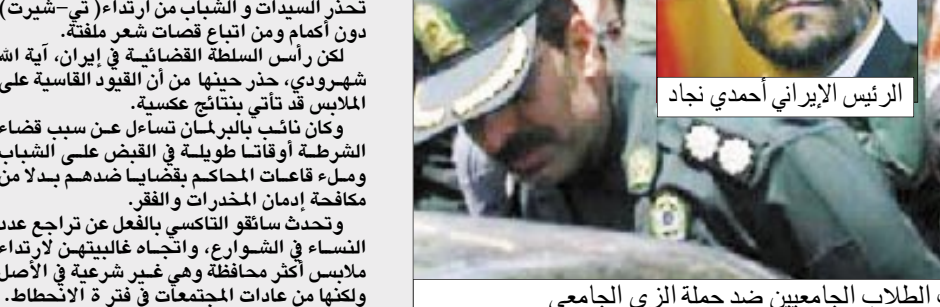 تحذر السيدات و الشباب من ارتداء( تي-شيرت)
دون أكمام ومن اتباع قصات شعر ملفتة.
لكن رأس السلطة القضائية في إيران، آية الله
شهرودي، حذر حينها من أن القيود القاسية على
الملابس قد تأتي بنتائج عكسية.
وكان نائب بالبرلمان تساءل عن سبب قضاء
الشرطة أوقاتا طويلة في القبض على الشباب
وملء قاعات المحاكم بقضايا ضدهم بدلا من
مكافحة إدمان المخدرات والفقر.
وتحدث سائقو التاكسي بالفعل عن تراجع عدد
النساء في الشوارع، واتجاه غالبيتهن لارتداء
ملابس أكثر محافظة وهي غير شرعية في الأصل
ولكنها من عادات المجتمعات في فتر ة الانحطاط.
الرئيس الإيراني أحمدي نجاد
الطلاب الجامعيين ضد حملة الزي الجامعي